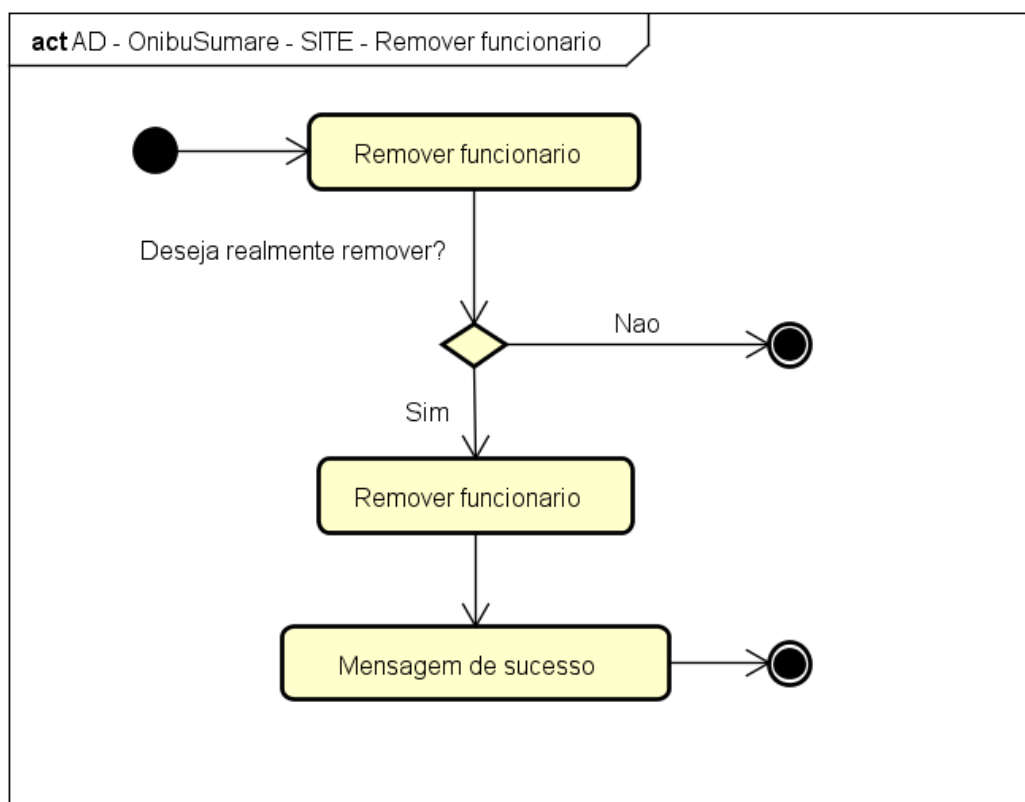 act AD - OnibuSumare - SITE - Remover funcionario
Remover funcionario
Deseja realmente remover?
Nao
Sim
Remover funcionario
Mensagem de sucesso